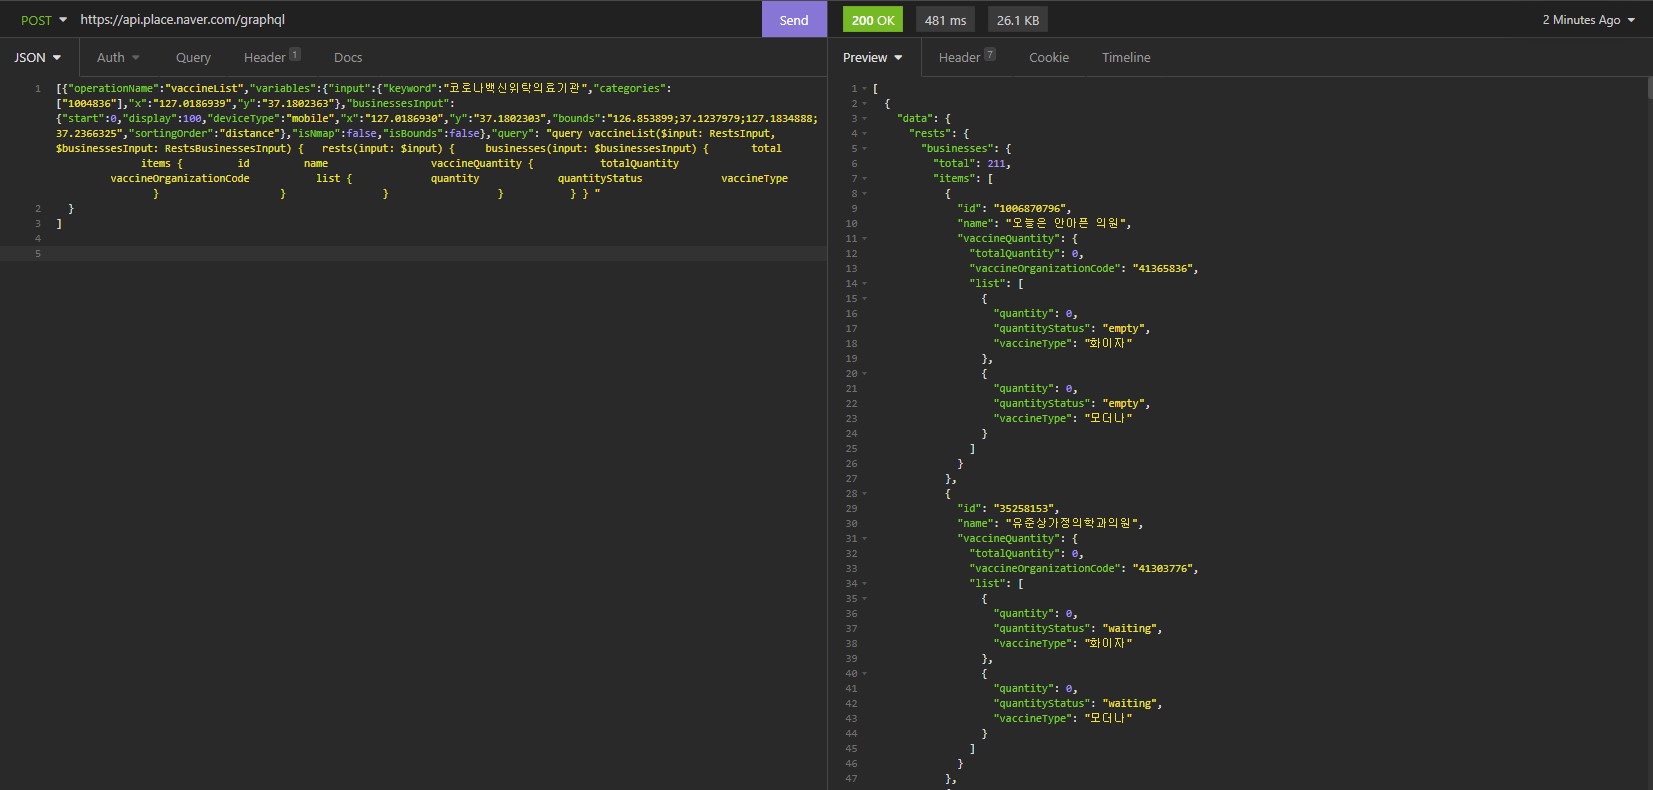 POST https://api.place.naver.com/graphql Send 200 OK 481 ms 26.1 KB 2 Minutes Ago
JSON Auth Query Header 1 Docs Preview Header 7 Cookie Timeline
1 [{"operationName":"vaccineList","variables":{"input":{"keyword":"코로나백신위탁의료기관","categories":
["1004836"],"x":"127.0186939","y":"37.1802363"},"businessesInput":
{"start":0,"display":100,"deviceType":"mobile","x":"127.0186930","y":"37.1802303","bounds":"126.853899;37.1237979;127.1834888;
37.2366325","sortingOrder":"distance"},"isNmap":false,"isBounds":false},"query": "query vaccineList($input: RestsInput,
$businessesInput: RestsBusinessesInput) { rests(input: $input) { businesses(input: $businessesInput) { total
items { id name vaccineQuantity { totalQuantity
vaccineOrganizationCode list { quantity quantityStatus vaccineType
} } } } } } "
2 }
3 ]
4
5
1 [
2 {
3 "data": {
4 "rests": {
5 "businesses": {
6 "total": 211,
7 "items": [
8 {
9 "id": "1006870796",
10 "name": "오늘은 안아픈 의원",
11 "vaccineQuantity": {
12 "totalQuantity": 0,
13 "vaccineOrganizationCode": "41365836",
14 "list": [
15 {
16 "quantity": 0,
17 "quantityStatus": "empty",
18 "vaccineType": "화이자"
19 },
20 {
21 "quantity": 0,
22 "quantityStatus": "empty",
23 "vaccineType": "모더나"
24 }
25 ]
26 }
27 },
28 {
29 "id": "35258153",
30 "name": "유준상가정의학과의원",
31 "vaccineQuantity": {
32 "totalQuantity": 0,
33 "vaccineOrganizationCode": "41303776",
34 "list": [
35 {
36 "quantity": 0,
37 "quantityStatus": "waiting",
38 "vaccineType": "화이자"
39 },
40 {
41 "quantity": 0,
42 "quantityStatus": "waiting",
43 "vaccineType": "모더나"
44 }
45 ]
46 }
47 },